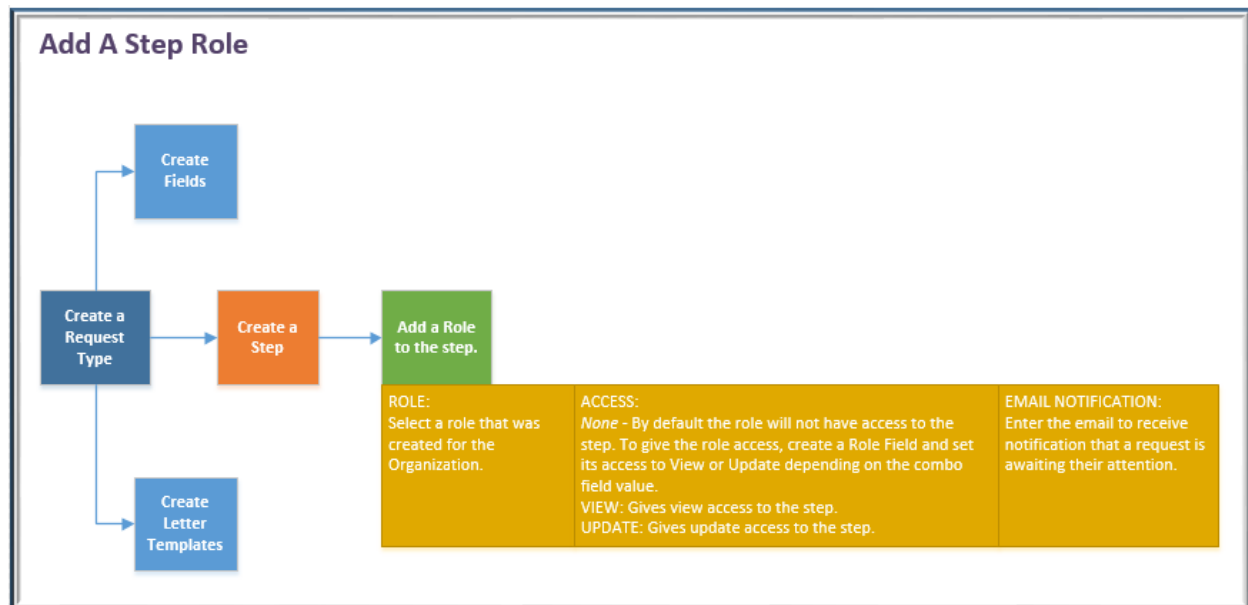 Add A Step Role
Create
Fields
Create a
Request
Type
Create a
Step
Add a Role
to the step.
ROLE:
Select a role that was
created for the
Organization.
ACCESS:
None - By default the role will not have access to the
step. To give the role access, create a Role Field and set
its access to View or Update depending on the combo
field value.
VIEW: Gives view access to the step.
UPDATE: Gives update access to the step.
EMAIL NOTIFICATION:
Enter the email to receive
notification that a request is
awaiting their attention.
Create
Letter
Templates